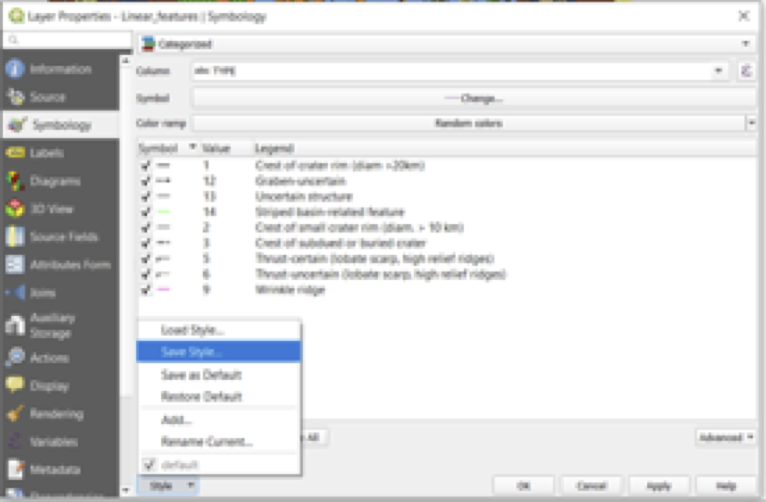 Layer Properties - Linear_features | Symbology
Categorized
Information
Column
abc TYPE
Source
Symbol
Change...
Symbology
Color ramp
Random colors
Labels
Diagrams
3D View
Source Fields
Attributes Form
Joins
Auxiliary
Storage
Actions
Display
Rendering
Variables
Metadata
Symbol Value Legend
1 Crest of crater rim (diam >20km)
12 Graben-uncertain
13 Uncertain structure
14 Striped basin-related feature
2 Crest of small crater rim (diam. > 10 km)
3 Crest of subdued or buried crater
5 Thrust-certain (lobate scarp, high relief ridges)
6 Thrust-uncertain (lobate scarp, high relief ridges)
9 Wrinkle ridge
Load Style...
Save Style...
Save as Default
Restore Default
Add...
Rename Current...
default
All
Advanced
Style
OK
Cancel
Apply
Help